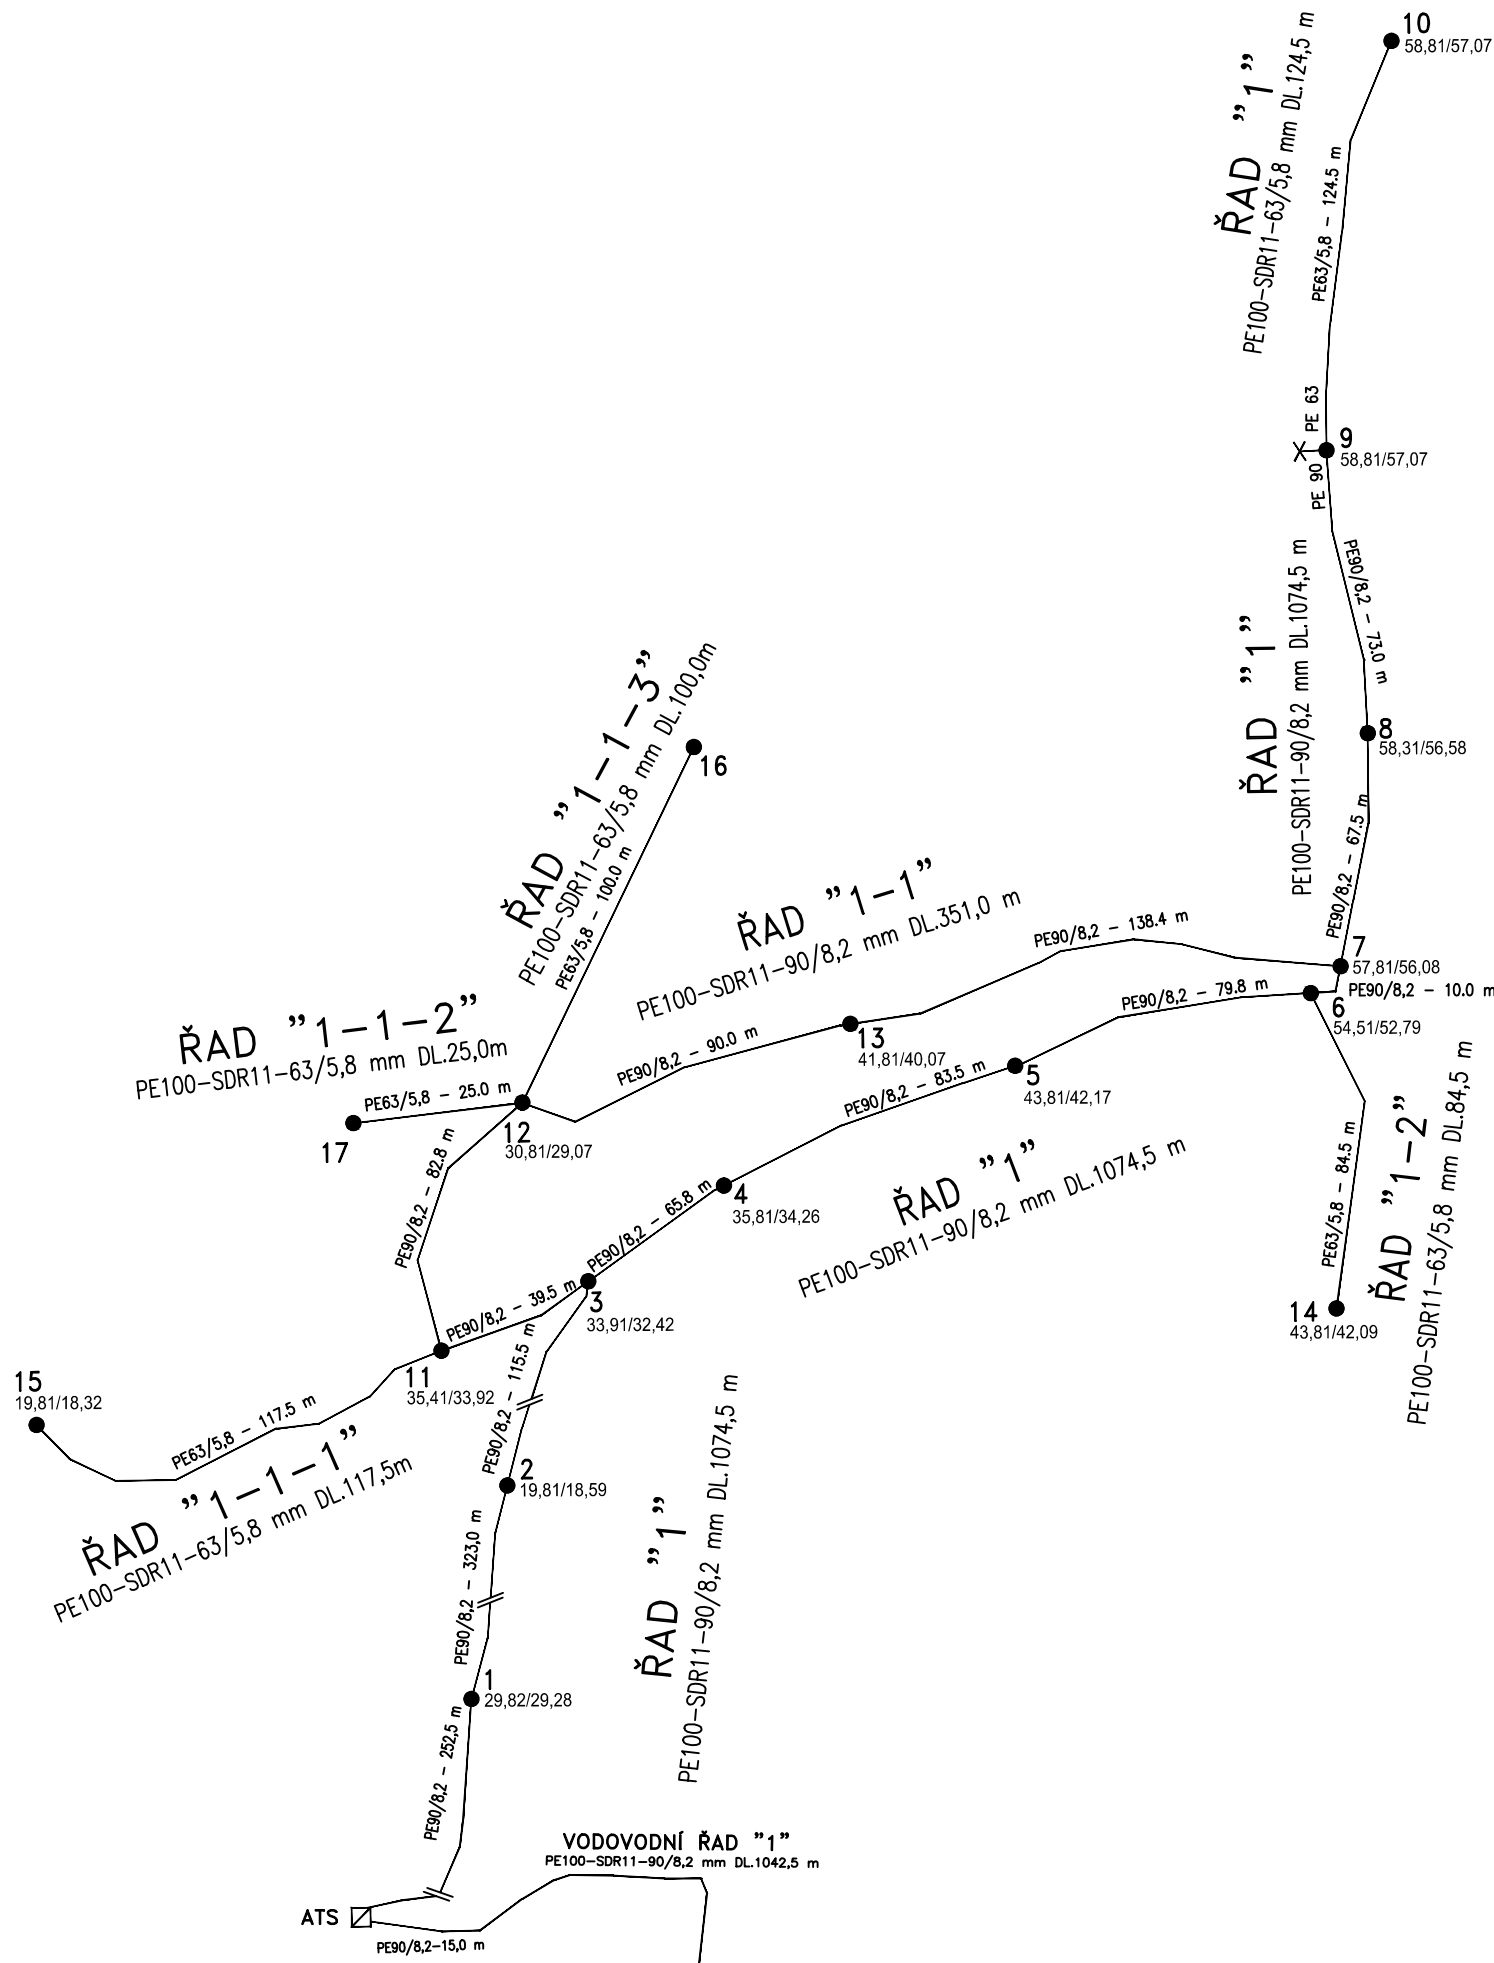 10
58,81/57,07
ŘAD "1"
PE100-SDR11-63/5,8 mm DL.124,5 m
PE63/5,8 - 124.5 m
PE 63
9
58,81/57,07
PE 90
PE90/8,2 - 73.0 m
ŘAD "1"
PE100-SDR11-90/8,2 mm DL.1074,5 m
8
58,31/56,58
PE90/8,2 - 67.5 m
ŘAD "1-1-3"
PE100-SDR11-63/5,8 mm DL.100,0m
PE63/5,8 - 100.0 m
16
ŘAD "1-1"
PE100-SDR11-90/8,2 mm DL.351,0 m
PE90/8,2 - 138.4 m
7
57,81/56,08
PE90/8,2 - 10.0 m
PE90/8,2 - 79.8 m
6
54,51/52,79
ŘAD "1-1-2"
PE100-SDR11-63/5,8 mm DL.25,0m
PE63/5,8 - 25.0 m
17
12
30,81/29,07
PE90/8,2 - 90.0 m
13
41,81/40,07
PE90/8,2 - 83.5 m
5
43,81/42,17
PE90/8,2 - 82.8 m
PE90/8,2 - 65.8 m
4
35,81/34,26
ŘAD "1"
PE100-SDR11-90/8,2 mm DL.1074,5 m
PE63/5,8 - 84.5 m
ŘAD "1-2"
PE100-SDR11-63/5,8 mm DL.84,5 m
14
43,81/42,09
PE90/8,2 - 39.5 m
3
33,91/32,42
11
35,41/33,92
15
19,81/18,32
PE63/5,8 - 117.5 m
ŘAD "1-1-1"
PE100-SDR11-63/5,8 mm DL.117,5m
PE90/8,2 - 115.5 m
2
19,81/18,59
PE90/8,2 - 323,0 m
ŘAD "1"
PE100-SDR11-90/8,2 mm DL.1074,5 m
1
29,82/29,28
PE90/8,2 - 252,5 m
VODOVODNÍ ŘAD "1"
PE100-SDR11-90/8,2 mm DL.1042,5 m
ATS
PE90/8,2-15,0 m